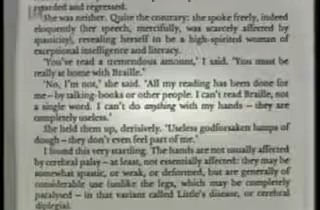 regarded and regressed.
She was neither. Quite the contrary: she spoke freely, indeed
eloquently (her speech, mercifully, was scarcely affected by
spasticity), revealing herself to be a high-spirited woman of
exceptional intelligence and literacy.
'You've read a tremendous amount,' I said. 'You must be
really at home with Braille.'
'No, I'm not,' she said. 'All my reading has been done for
me – by talking-books or other people. I can't read Braille, not
a single word. I can't do anything with my hands – they are
completely useless.'
She held them up, derisively. 'Useless godforsaken lumps of
dough – they don't even feel part of me.'
I found this very startling. The hands are not usually affected
by cerebral palsy – at least, not essentially affected: they may be
somewhat spastic, or weak, or deformed, but are generally of
considerable use (unlike the legs, which may be completely
paralysed – in that variant called Little's disease, or cerebral
diplegia).